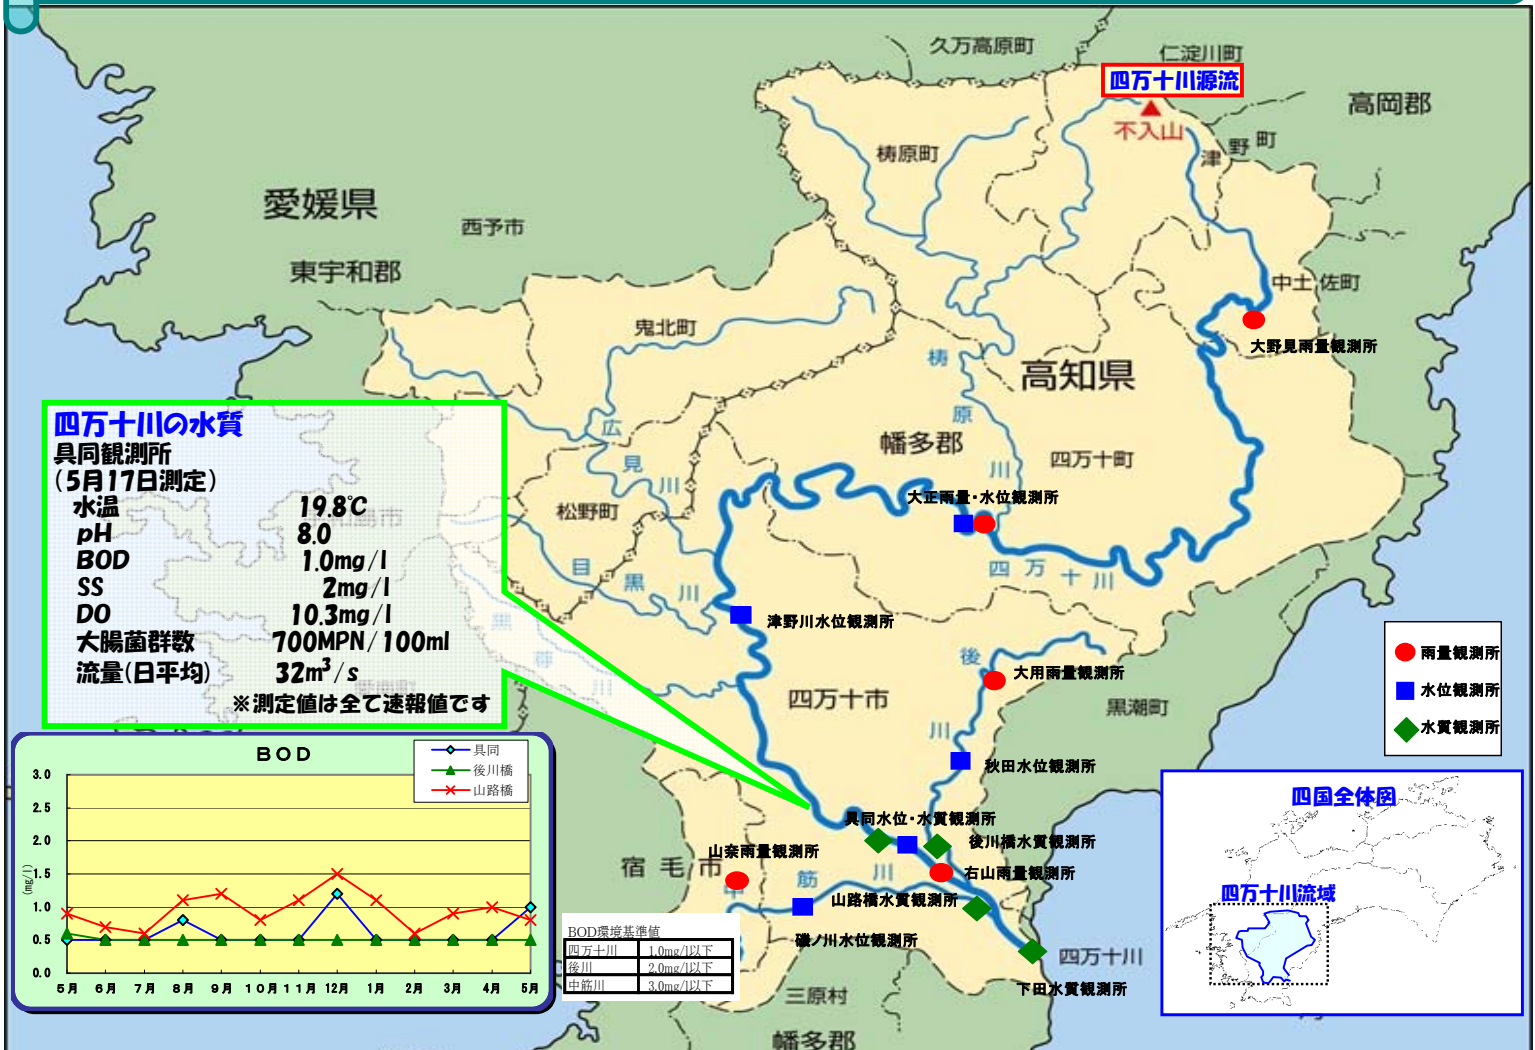 久万高原町
仁淀川町
四万十川源流
高岡郡
不入山
津野町
梼原町
愛媛県
西予市
東宇和郡
中土佐町
鬼北町
大野見雨量観測所
高知県
梼原川
幡多郡
四万十町
四万十川の水質
具同観測所
(5月17日測定)
水温 19.8℃
pH 8.0
BOD 1.0mg/l
SS 2mg/l
DO 10.3mg/l
大腸菌群数 700MPN/100ml
流量(日平均) 32m³/s
※測定値は全て速報値です
広見川
松野町
大正雨量・水位観測所
四万十川
目黒川
津野川水位観測所
黒尊川
後川
大用雨量観測所
四万十市
黒潮町
雨量観測所
水位観測所
水質観測所
秋田水位観測所
具同水位・水質観測所
後川橋水質観測所
山奈雨量観測所
宿毛市
右山雨量観測所
中筋川
山路橋水質観測所
磯ノ川水位観測所
四万十川
下田水質観測所
三原村
幡多郡
四国全体図
四万十川流域
BOD
具同
後川橋
山路橋
(mg/l)
3.0
2.5
2.0
1.5
1.0
0.5
0.0
5月 6月 7月 8月 9月 10月 11月 12月 1月 2月 3月 4月 5月
BOD環境基準値
四万十川 1.0mg/l以下
後川 2.0mg/l以下
中筋川 3.0mg/l以下